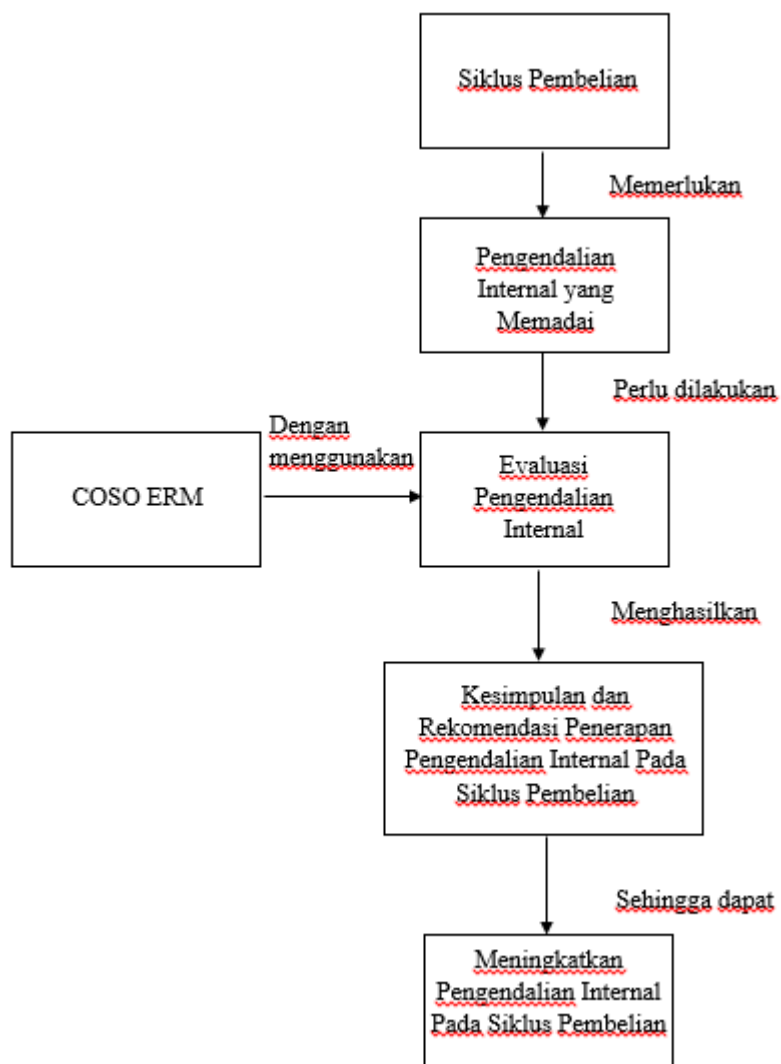 Siklus Pembelian
Memerlukan
Pengendalian
Internal yang
Memadai
Perlu dilakukan
Dengan
menggunakan
COSO ERM
Evaluasi
Pengendalian
Internal
Menghasilkan
Kesimpulan dan
Rekomendasi Penerapan
Pengendalian Internal Pada
Siklus Pembelian
Sehingga dapat
Meningkatkan
Pengendalian Internal
Pada Siklus Pembelian